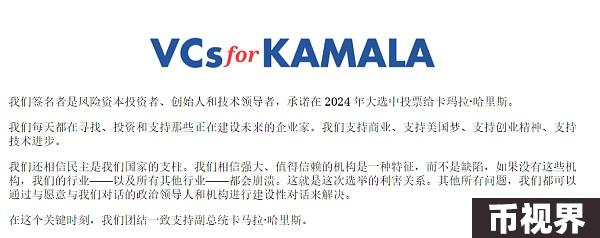 VCs for KAMALA
我们签名者是风险资本投资者、创始人和技术领导者，承诺在 2024 年大选中投票给卡玛拉·哈里斯。
我们每天都在寻找、投资和支持那些正在建设未来的企业家。我们支持商业、支持美国梦、支持创业精神、支持
技术进步。
我们还相信民主是我们国家的支柱。我们相信强大、值得信赖的机构是一种特征，而不是缺陷，如果没有这些机
构，我们的行业——以及所有其他行业——都会崩溃。这就是这次选举的利害关系。其他所有问题，我们都可以
通过与愿意与我们对话的政治领导人和机构进行建设性对话来解决。
在这个关键时刻，我们团结一致支持副总统卡马拉·哈里斯。
币视界